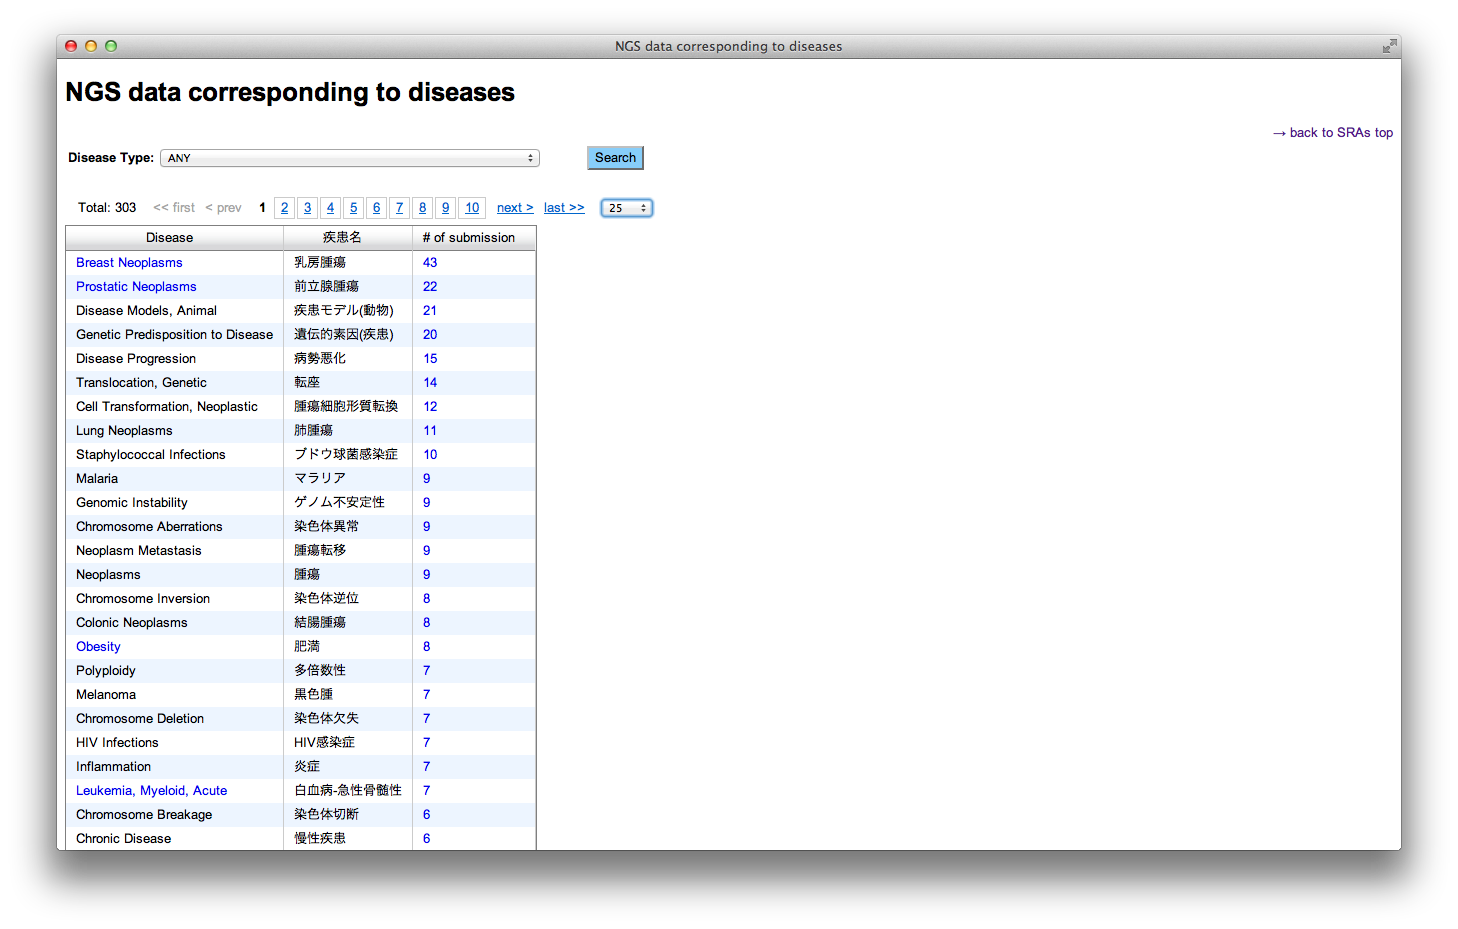 NGS data corresponding to diseases
NGS data corresponding to diseases
→ back to SRAs top
Disease Type: ANY Search
Total: 303 << first < prev 1 2 3 4 5 6 7 8 9 10 next > last >> 25
Disease 疾患名 # of submission
Breast Neoplasms 乳房腫瘍 43
Prostatic Neoplasms 前立腺腫瘍 22
Disease Models, Animal 疾患モデル(動物) 21
Genetic Predisposition to Disease 遺伝的素因(疾患) 20
Disease Progression 病勢悪化 15
Translocation, Genetic 転座 14
Cell Transformation, Neoplastic 腫瘍細胞形質転換 12
Lung Neoplasms 肺腫瘍 11
Staphylococcal Infections ブドウ球菌感染症 10
Malaria マラリア 9
Genomic Instability ゲノム不安定性 9
Chromosome Aberrations 染色体異常 9
Neoplasm Metastasis 腫瘍転移 9
Neoplasms 腫瘍 9
Chromosome Inversion 染色体逆位 8
Colonic Neoplasms 結腸腫瘍 8
Obesity 肥満 8
Polyploidy 多倍数性 7
Melanoma 黒色腫 7
Chromosome Deletion 染色体欠失 7
HIV Infections HIV感染症 7
Inflammation 炎症 7
Leukemia, Myeloid, Acute 白血病-急性骨髄性 7
Chromosome Breakage 染色体切断 6
Chronic Disease 慢性疾患 6